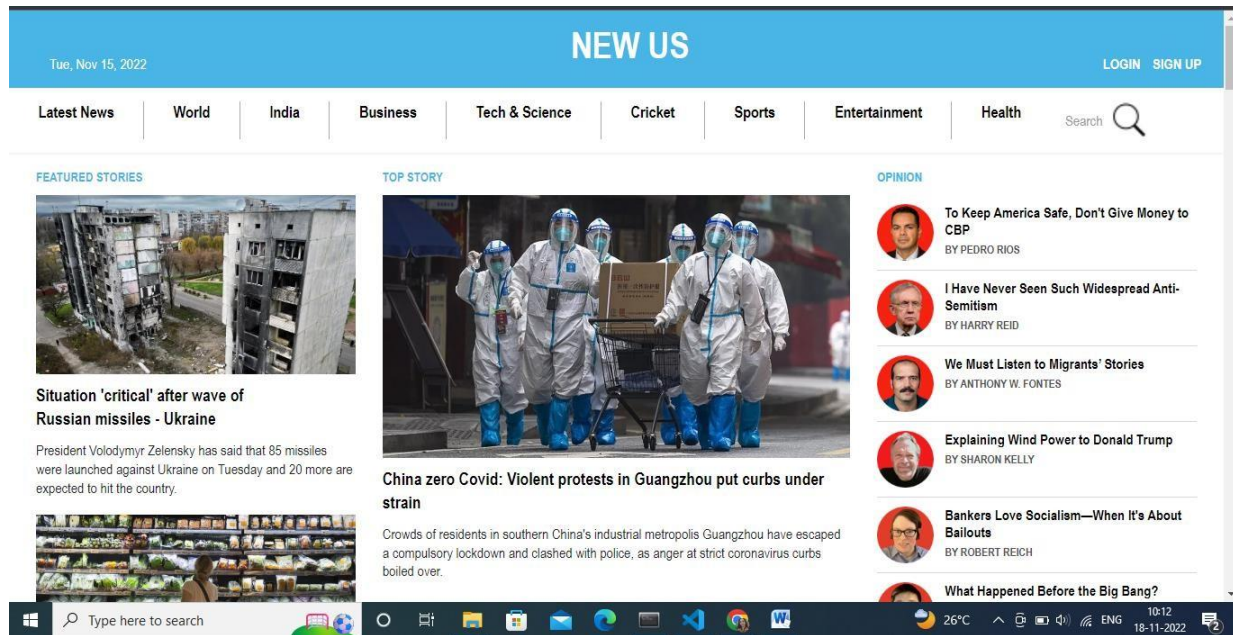 NEW US
Tue, Nov 15, 2022
LOGIN SIGN UP
Latest News World India Business Tech & Science Cricket Sports Entertainment Health Search
FEATURED STORIES
Situation 'critical' after wave of
Russian missiles - Ukraine
President Volodymyr Zelensky has said that 85 missiles
were launched against Ukraine on Tuesday and 20 more are
expected to hit the country.
TOP STORY
China zero Covid: Violent protests in Guangzhou put curbs under
strain
Crowds of residents in southern China's industrial metropolis Guangzhou have escaped
a compulsory lockdown and clashed with police, as anger at strict coronavirus curbs
boiled over.
OPINION
To Keep America Safe, Don't Give Money to
CBP
BY PEDRO RIOS
I Have Never Seen Such Widespread Anti-
Semitism
BY HARRY REID
We Must Listen to Migrants' Stories
BY ANTHONY W. FONTES
Explaining Wind Power to Donald Trump
BY SHARON KELLY
Bankers Love Socialism—When It's About
Bailouts
BY ROBERT REICH
What Happened Before the Big Bang?
Type here to search
26°C
ENG
10:12
18-11-2022
2